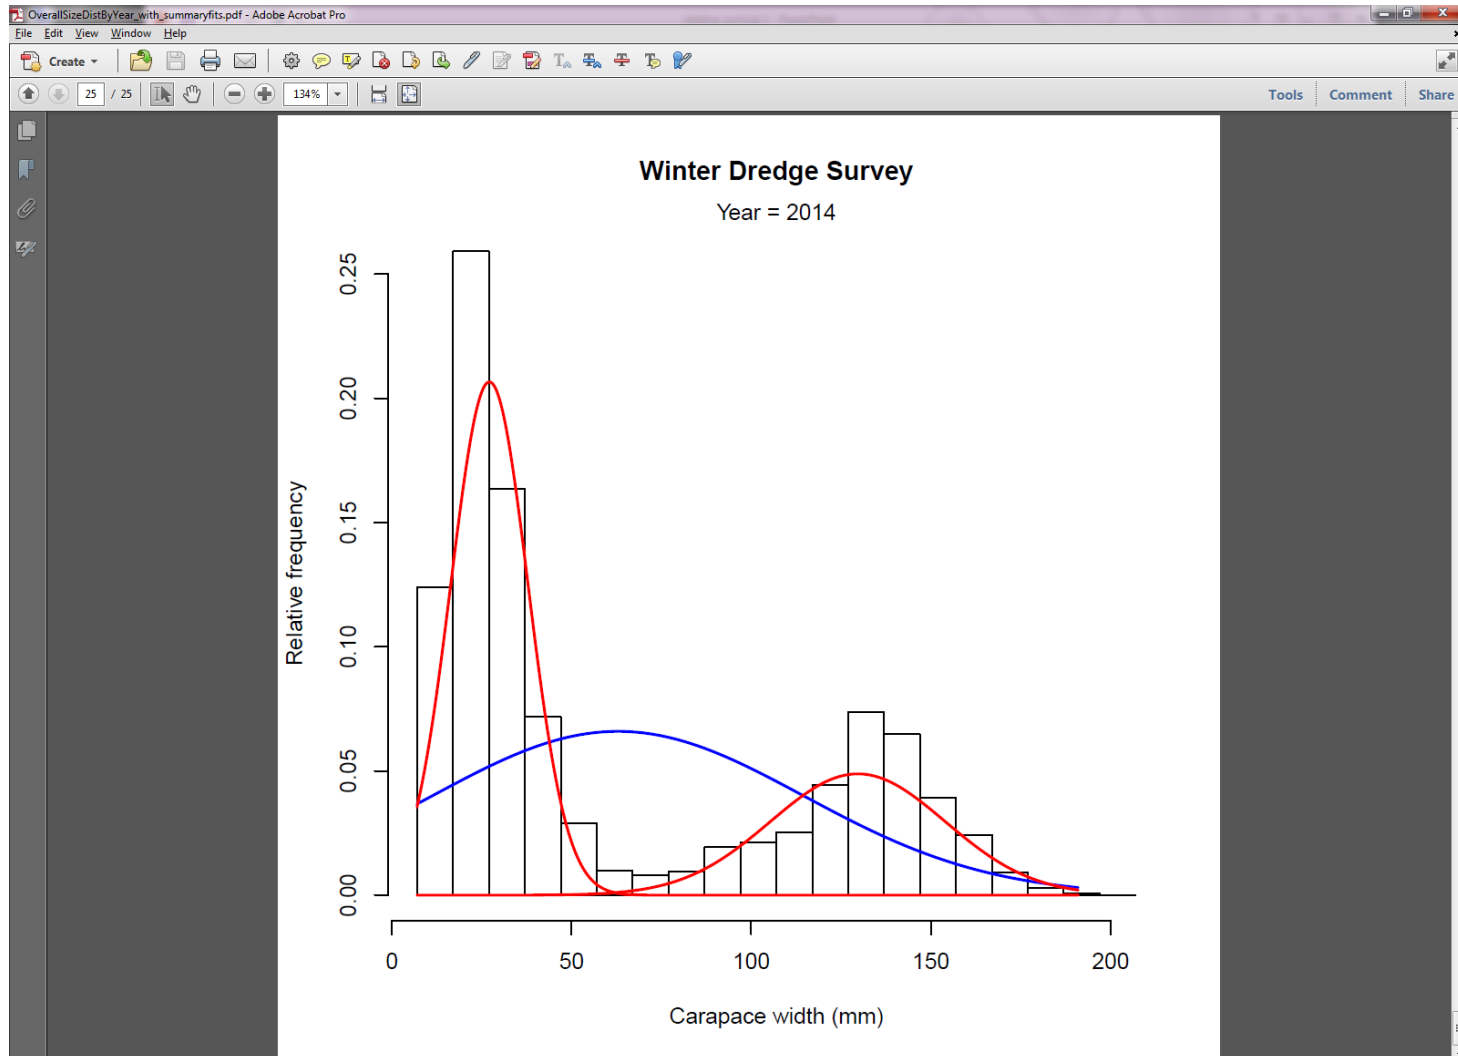 OverallSizeDistByYear_with_summaryfits.pdf - Adobe Acrobat Pro
File Edit View Window Help
Create
25 / 25 134% Tools Comment Share
Winter Dredge Survey
Year = 2014
0.25
0.20
0.15
0.10
0.05
0.00
Relative frequency
0 50 100 150 200
Carapace width (mm)